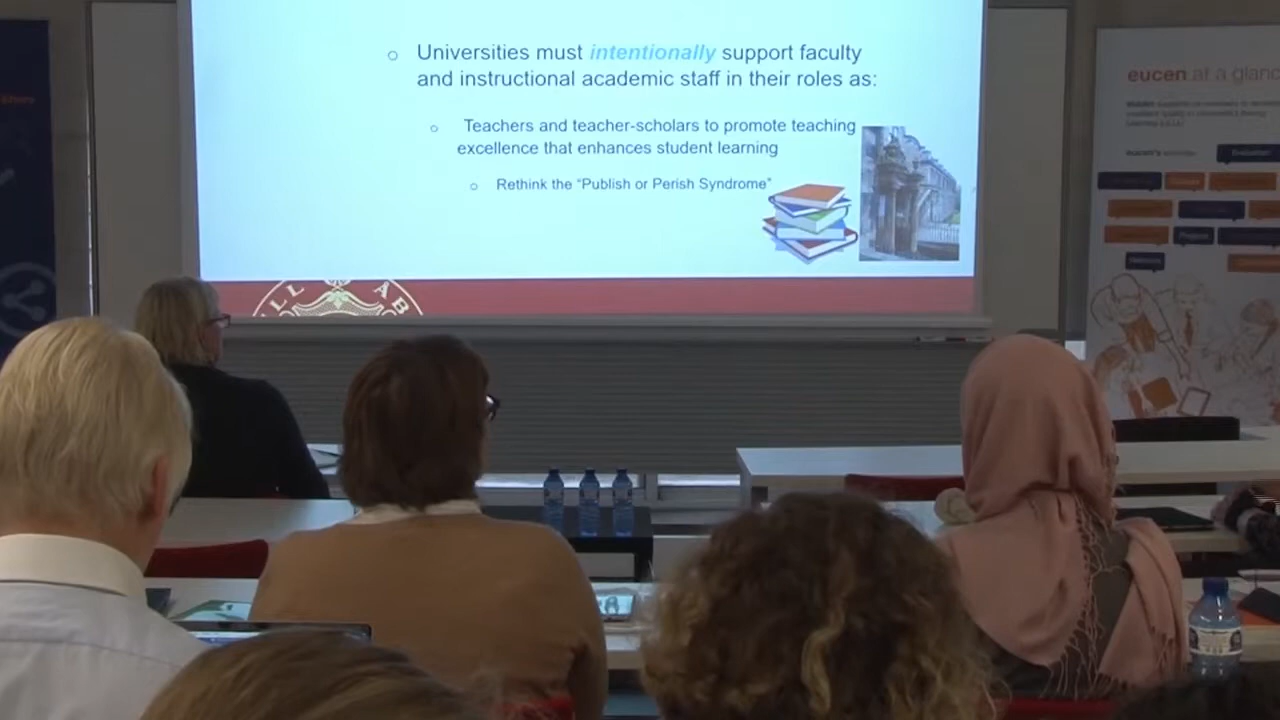 Universities must intentionally support faculty
and instructional academic staff in their roles as:
Teachers and teacher-scholars to promote teaching
excellence that enhances student learning
Rethink the “Publish or Perish Syndrome”
eucen at a glanc